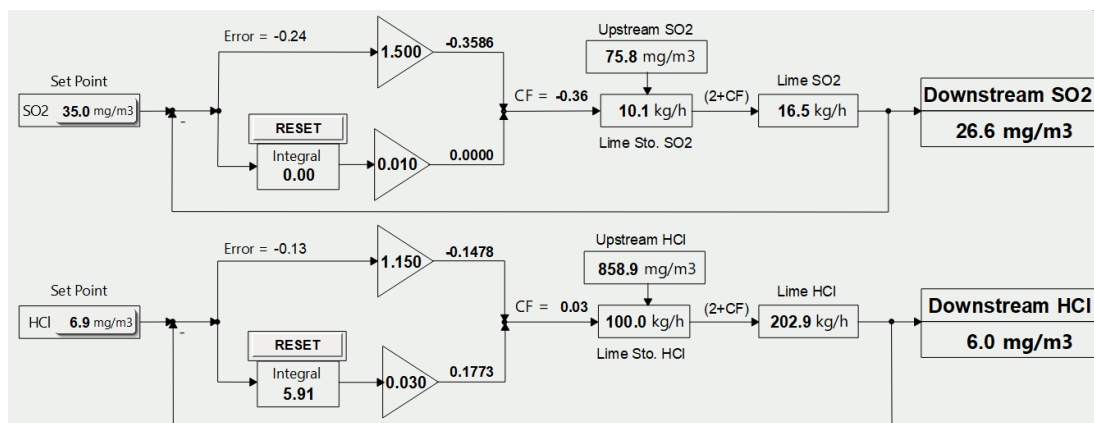 Upstream SO2
Error = -0.24
1.500
-0.3586
75.8 mg/m3
Set Point
Lime SO2
SO2 35.0 mg/m3
-
CF = -0.36
10.1 kg/h
(2+CF)
16.5 kg/h
Downstream SO2
26.6 mg/m3
RESET
Lime Sto. SO2
Integral
0.00
0.010
0.0000
Upstream HCl
Error = -0.13
1.150
-0.1478
858.9 mg/m3
Set Point
Lime HCl
HCl 6.9 mg/m3
-
CF = 0.03
100.0 kg/h
(2+CF)
202.9 kg/h
Downstream HCl
6.0 mg/m3
RESET
Lime Sto. HCl
Integral
5.91
0.030
0.1773